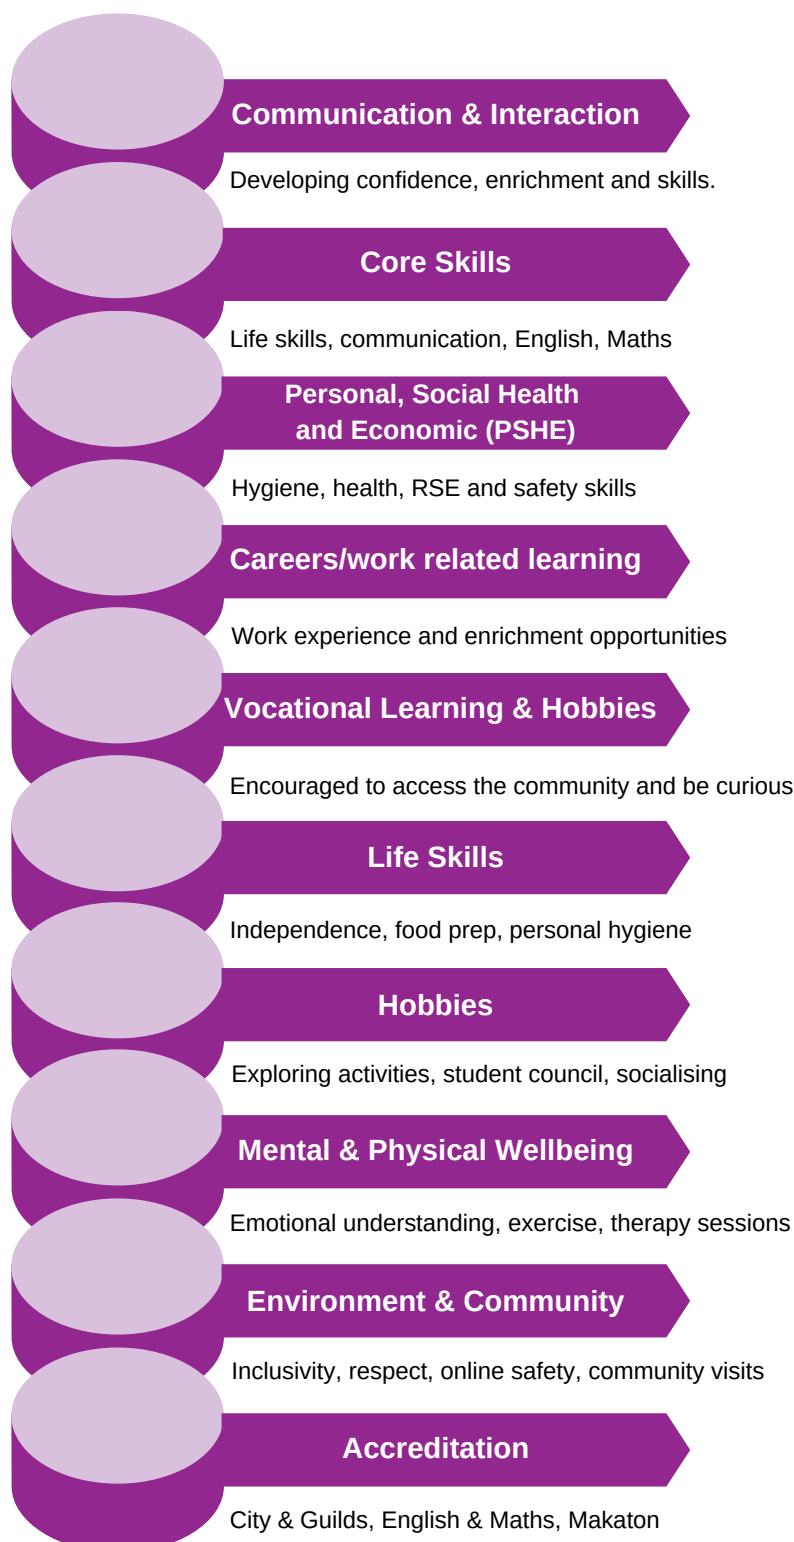 Communication & Interaction
Developing confidence, enrichment and skills.
Core Skills
Life skills, communication, English, Maths
Personal, Social Health
and Economic (PSHE)
Hygiene, health, RSE and safety skills
Careers/work related learning
Work experience and enrichment opportunities
Vocational Learning & Hobbies
Encouraged to access the community and be curious
Life Skills
Independence, food prep, personal hygiene
Hobbies
Exploring activities, student council, socialising
Mental & Physical Wellbeing
Emotional understanding, exercise, therapy sessions
Environment & Community
Inclusivity, respect, online safety, community visits
Accreditation
City & Guilds, English & Maths, Makaton